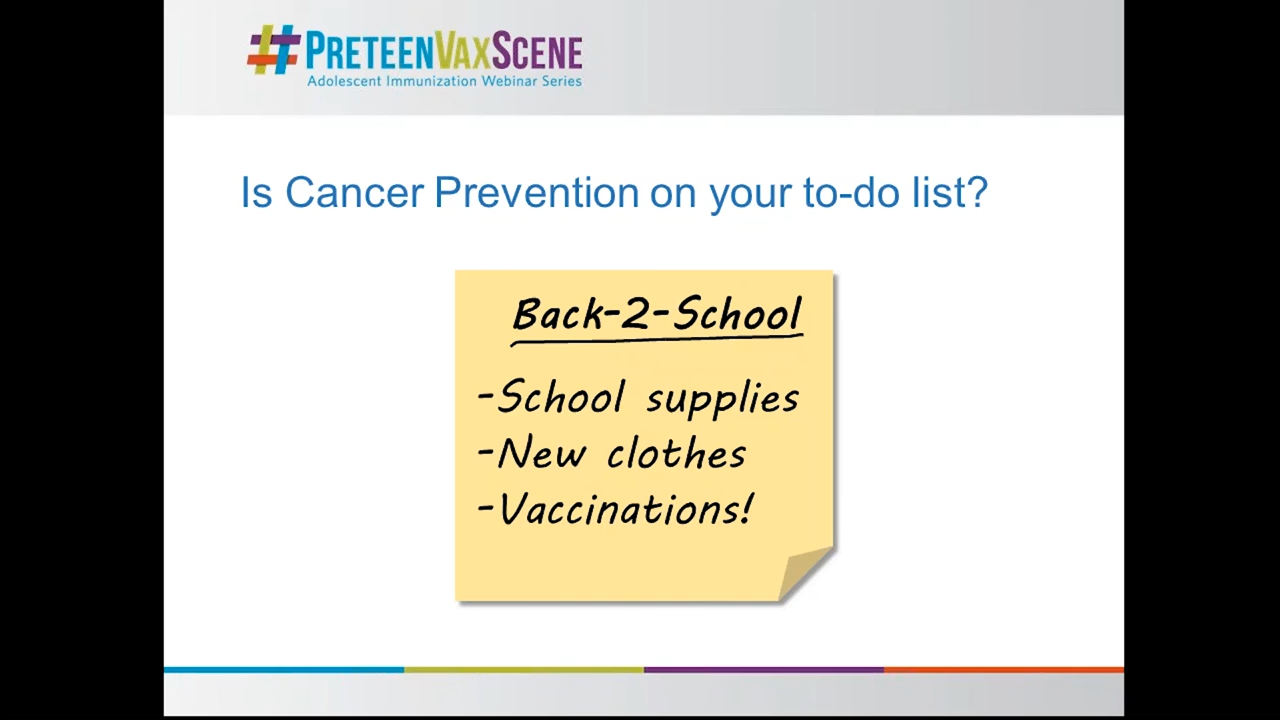 #PreteenVaxScene
Adolescent Immunization Webinar Series
Is Cancer Prevention on your to-do list?
Back-2-School
-School supplies
-New clothes
-Vaccinations!